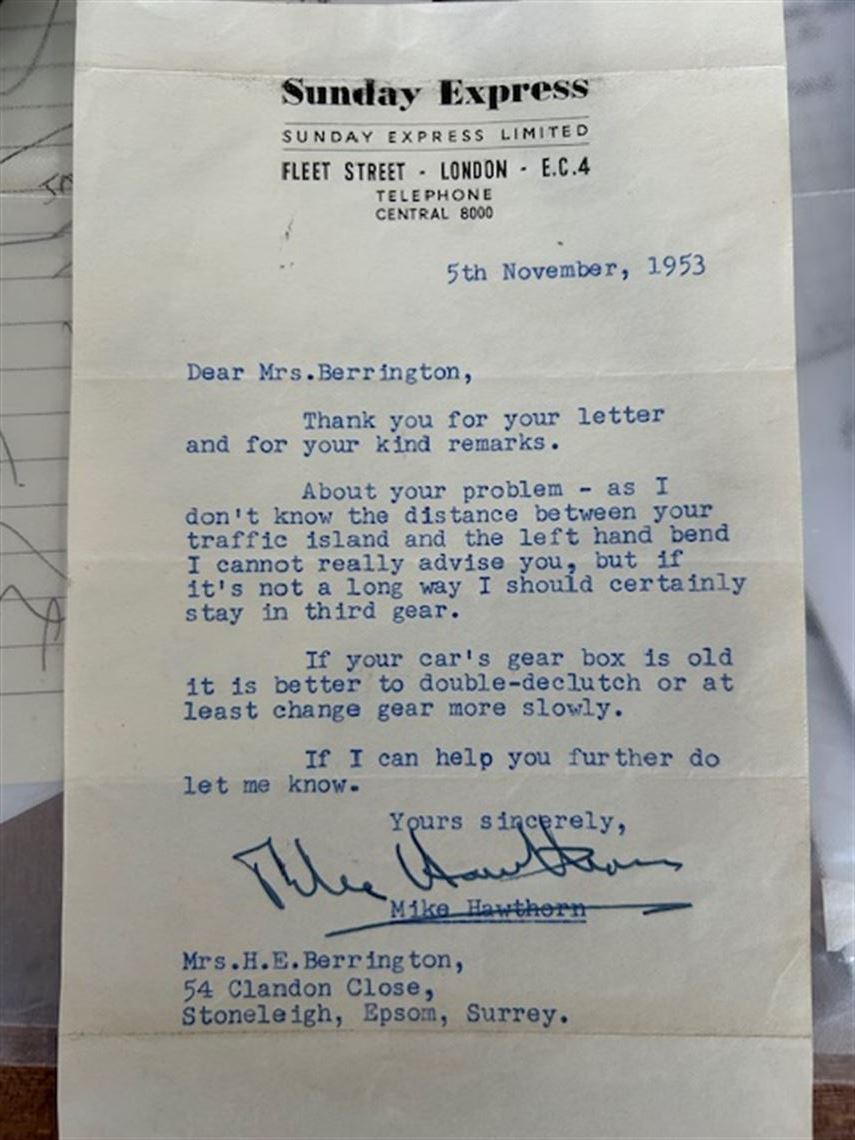 Sunday Express
SUNDAY EXPRESS LIMITED
FLEET STREET - LONDON - E.C.4
TELEPHONE
CENTRAL 8000
5th November, 1953
Dear Mrs.Berrington,
Thank you for your letter
and for your kind remarks.
About your problem - as I
don't know the distance between your
traffic island and the left hand bend
I cannot really advise you, but if
it's not a long way I should certainly
stay in third gear.
If your car's gear box is old
it is better to double-declutch or at
least change gear more slowly.
If I can help you further do
let me know.
Yours sincerely,
Mike Hawthorn
Mike Hawthorn
Mrs.H.E.Berrington,
54 Clandon Close,
Stoneleigh, Epsom, Surrey.